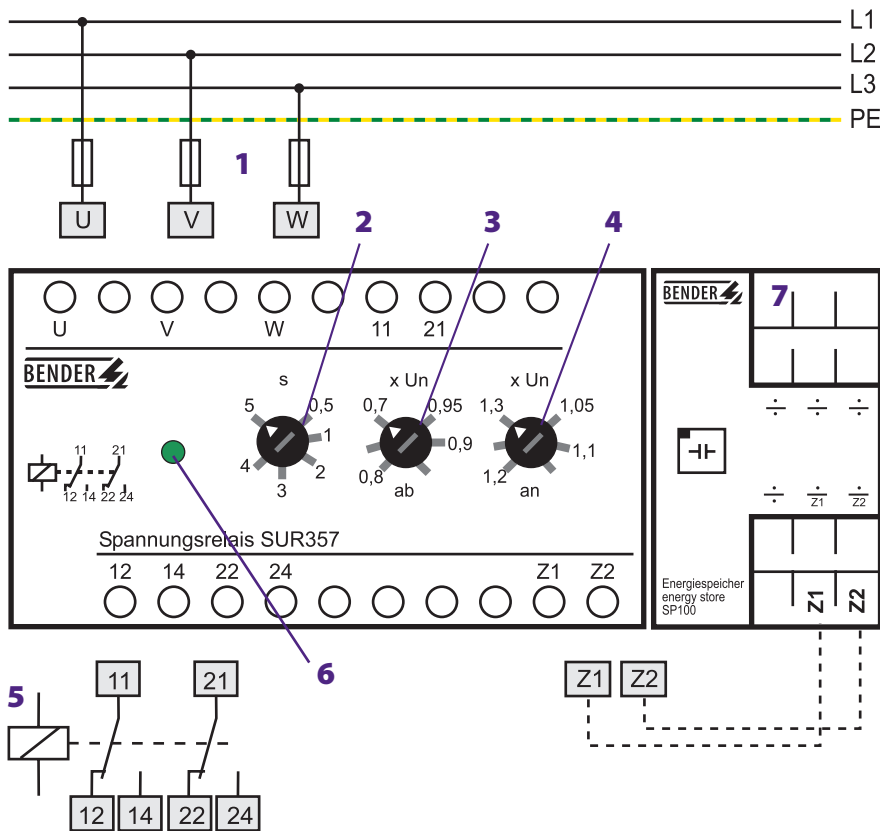 L1
L2
L3
PE
1
U V W
2 3 4
U V W 11 21
BENDER
BENDER
7
s
x Un
x Un
5 0,5
1
2
3
4
0,7 0,95
0,9
0,8
ab
1,3 1,05
1,1
1,2
an
11 21
12 14 22 24
÷ ÷ ÷
÷ ÷ ÷
Z1 Z2
Spannungsrelais SUR357
12 14 22 24 Z1 Z2
Energiespeicher
energy store
SP100
Z1
Z2
6
5
11 21
Z1 Z2
12 14 22 24